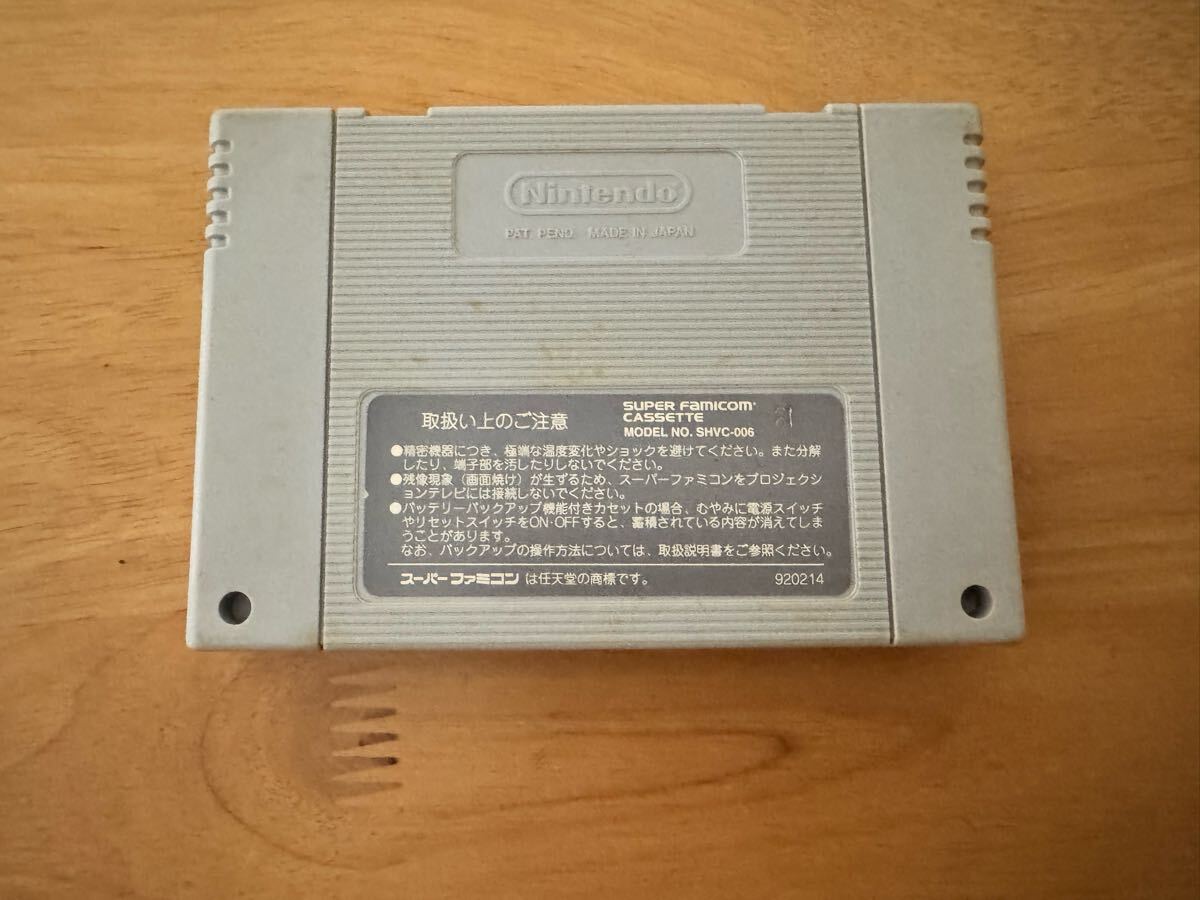 Nintendo
PAT. PEND. MADE IN JAPAN
取扱い上のご注意
SUPER FAMICOM
CASSETTE
MODEL NO. SHVC-006
●精密機器につき、極端な温度変化やショックを避けてください。また分解
したり、端子部を汚したりしないでください。
●残像現象（画面焼け）が生ずるため、スーパーファミコンをプロジェクシ
ョンテレビには接続しないでください。
●バッテリーバックアップ機能付きカセットの場合、むやみに電源スイッチ
やリセットスイッチをON・OFFすると、蓄積されている内容が消えてしま
うことがあります。
なお、バックアップの操作方法については、取扱説明書をご参照ください。
スーパーファミコン は任天堂の商標です。
920214